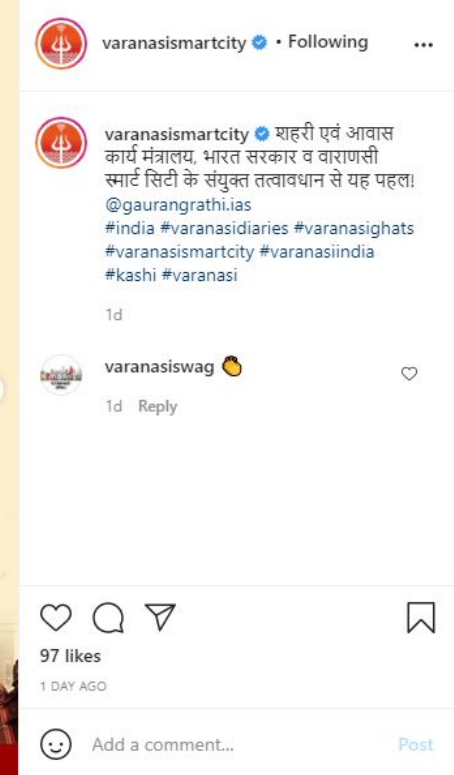 varanasismartcity • Following
varanasismartcity शहरी एवं आवास
कार्य मंत्रालय, भारत सरकार व वाराणसी
स्मार्ट सिटी के संयुक्त तत्वावधान से यह पहल!
@gaurangrathi.ias
#india #varanasidiaries #varanasighats
#varanasismartcity #varanasiindia
#kashi #varanasi
1d
varanasiswag 👏
1d Reply
97 likes
1 DAY AGO
Add a comment...
Post